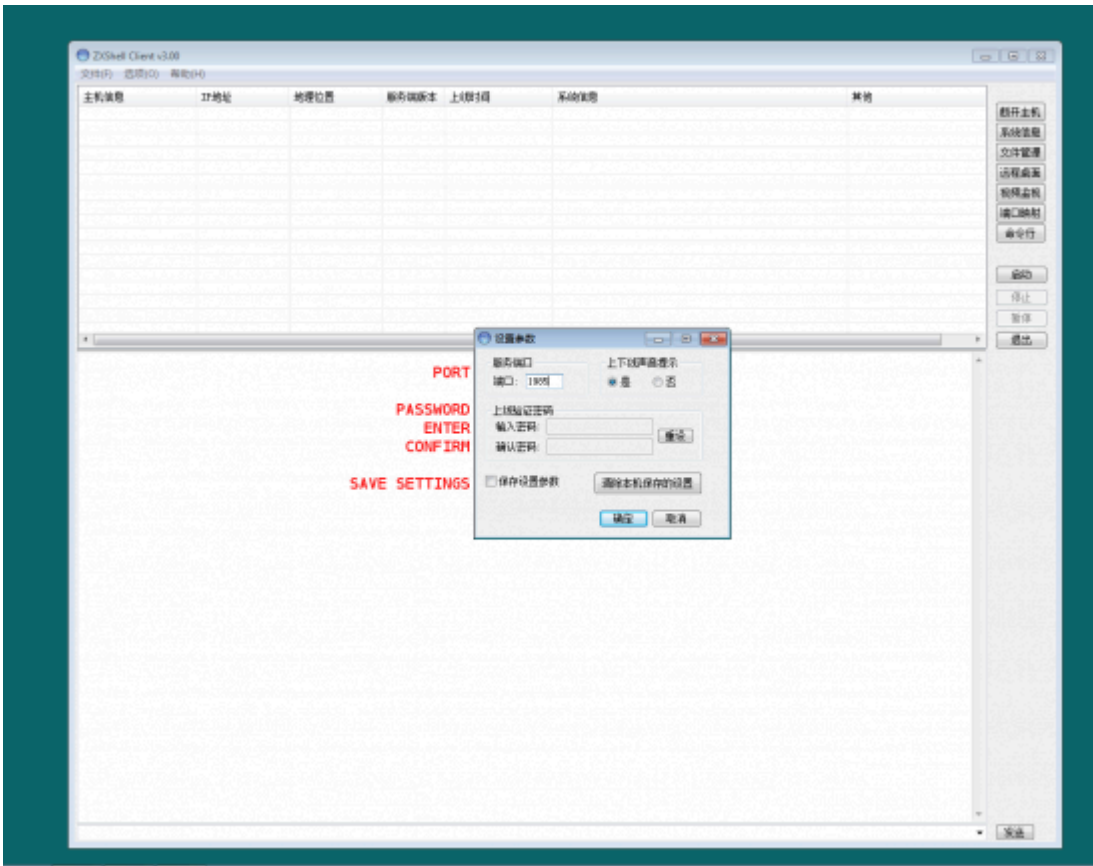 ZXShell Client v3.00
文件(F) 选项(O) 帮助(H)
主机信息 IP地址 地理位置 服务端版本 上线时间 系统信息 其他
断开主机
系统信息
文件管理
远程桌面
视频监视
端口映射
命令行
启动
停止
暂停
退出
设置参数
服务端口 上下线声音提示
PORT 端口: 是 否
PASSWORD 上线验证密码
ENTER 输入密码:
重设
CONFIRM 确认密码:
SAVE SETTINGS 保存设置参数 清除本机保存的设置
确定 取消
发送